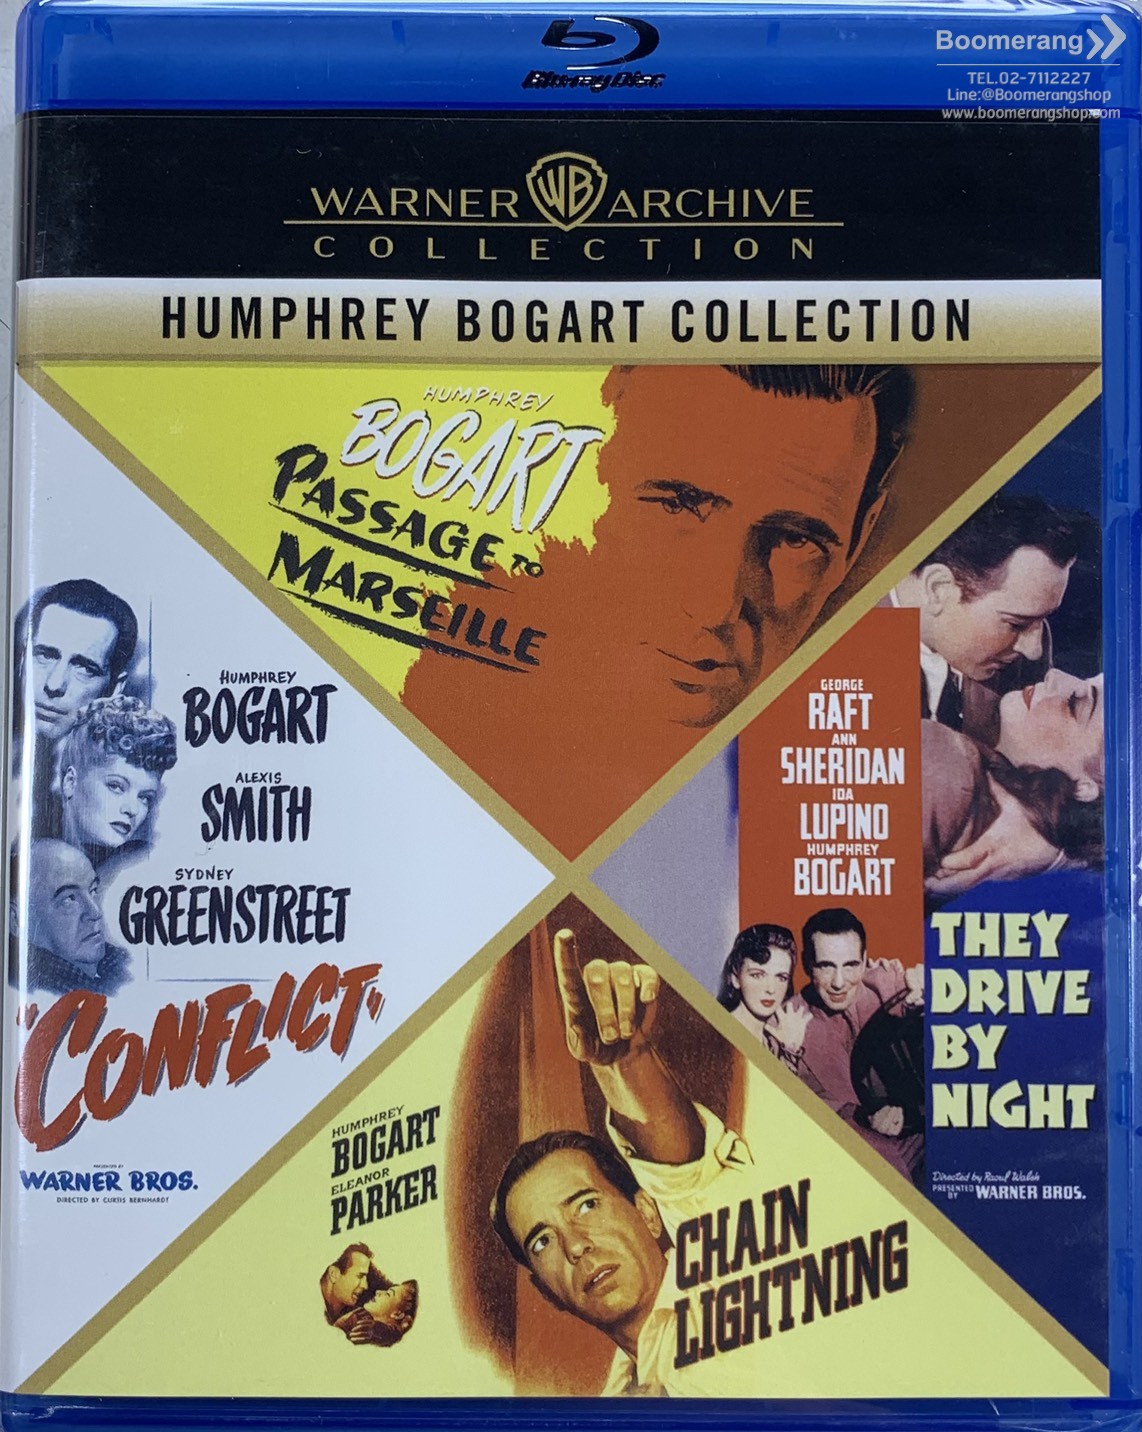 Blu-ray Disc
Boomerang
TEL.02-7112227
Line:@Boomerangshop
www.boomerangshop.com
WARNER WB ARCHIVE
COLLECTION
HUMPHREY BOGART COLLECTION
HUMPHREY
BOGART
PASSAGE TO
MARSEILLE
HUMPHREY
BOGART
ALEXIS
SMITH
SYDNEY
GREENSTREET
"CONFLICT"
PRESENTED BY
WARNER BROS.
DIRECTED BY CURTIS BERNHARDT
GEORGE
RAFT
ANN
SHERIDAN
IDA
LUPINO
HUMPHREY
BOGART
THEY
DRIVE
BY
NIGHT
Directed by Raoul Walsh
PRESENTED BY WARNER BROS.
HUMPHREY
BOGART
ELEANOR
PARKER
CHAIN
LIGHTNING